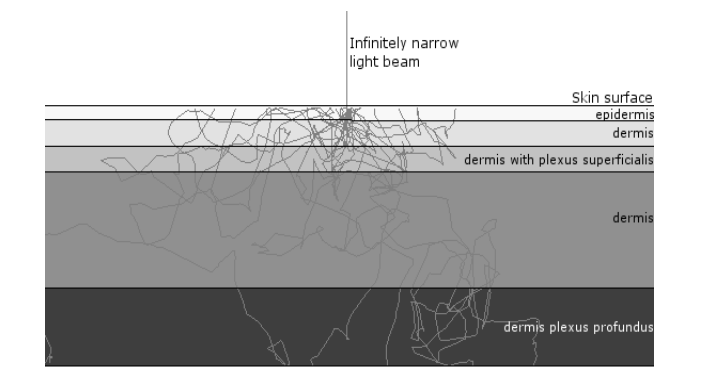 Infinitely narrow
light beam
Skin surface
epidermis
dermis
dermis with plexus superficialis
dermis
dermis plexus profundus